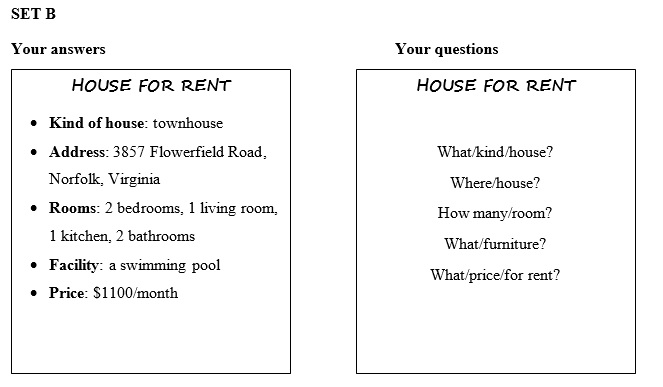 SET B
Your answers
HOUSE FOR RENT
• Kind of house: townhouse
• Address: 3857 Flowerfield Road,
Norfolk, Virginia
• Rooms: 2 bedrooms, 1 living room,
1 kitchen, 2 bathrooms
• Facility: a swimming pool
• Price: $1100/month
Your questions
HOUSE FOR RENT
What/kind/house?
Where/house?
How many/room?
What/furniture?
What/price/for rent?